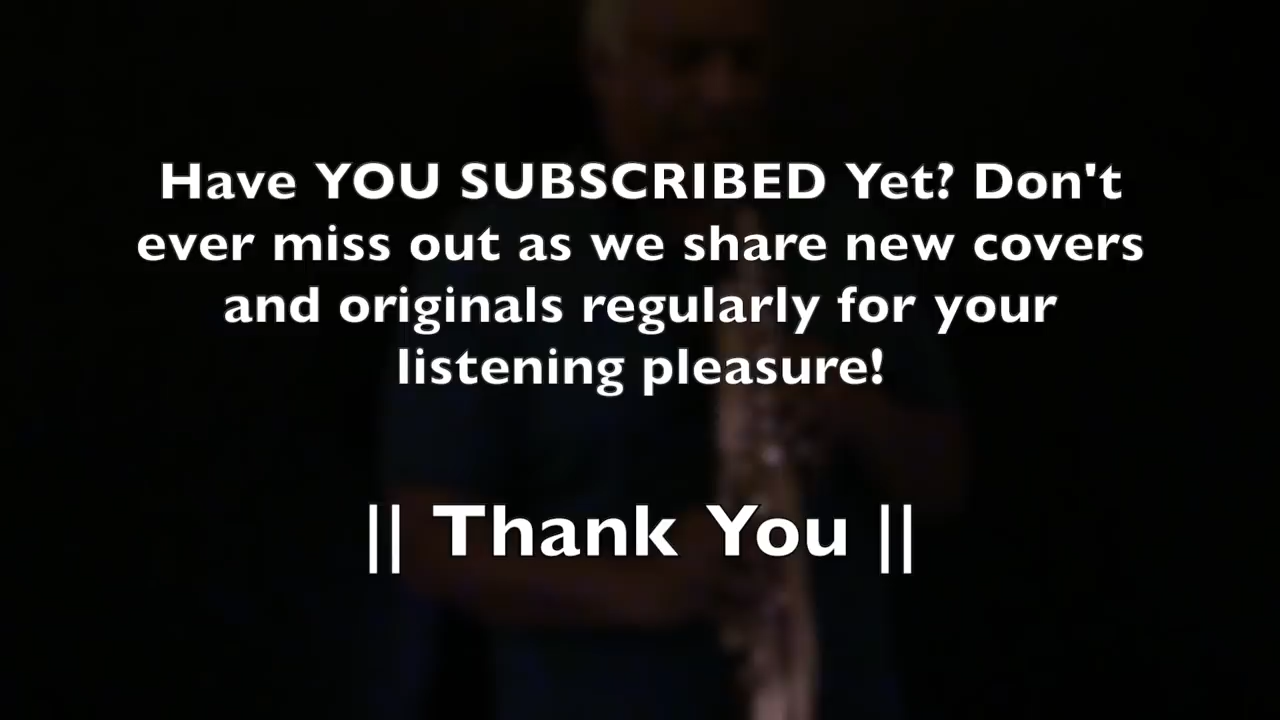 Have YOU SUBSCRIBED Yet? Don't
ever miss out as we share new covers
and originals regularly for your
listening pleasure!
|| Thank You ||